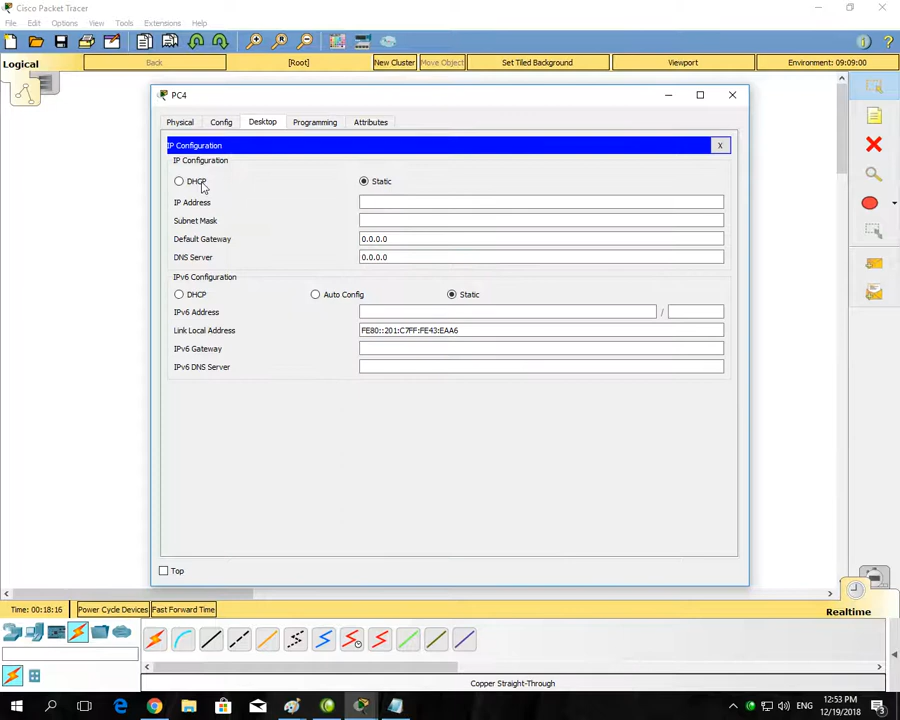 Cisco Packet Tracer
File Edit Options View Tools Extensions Help
Logical Back [Root] New Cluster Move Object Set Tiled Background Viewport Environment: 09:09:00
PC4
Physical Config Desktop Programming Attributes
IP Configuration X
IP Configuration
DHCP Static
IP Address
Subnet Mask
Default Gateway 0.0.0.0
DNS Server 0.0.0.0
IPv6 Configuration
DHCP Auto Config Static
IPv6 Address /
Link Local Address FE80::201:C7FF:FE43:EAA6
IPv6 Gateway
IPv6 DNS Server
Top
Time: 00:18:16 Power Cycle Devices Fast Forward Time Realtime
Copper Straight-Through
ENG 12:53 PM
12/19/2018
3